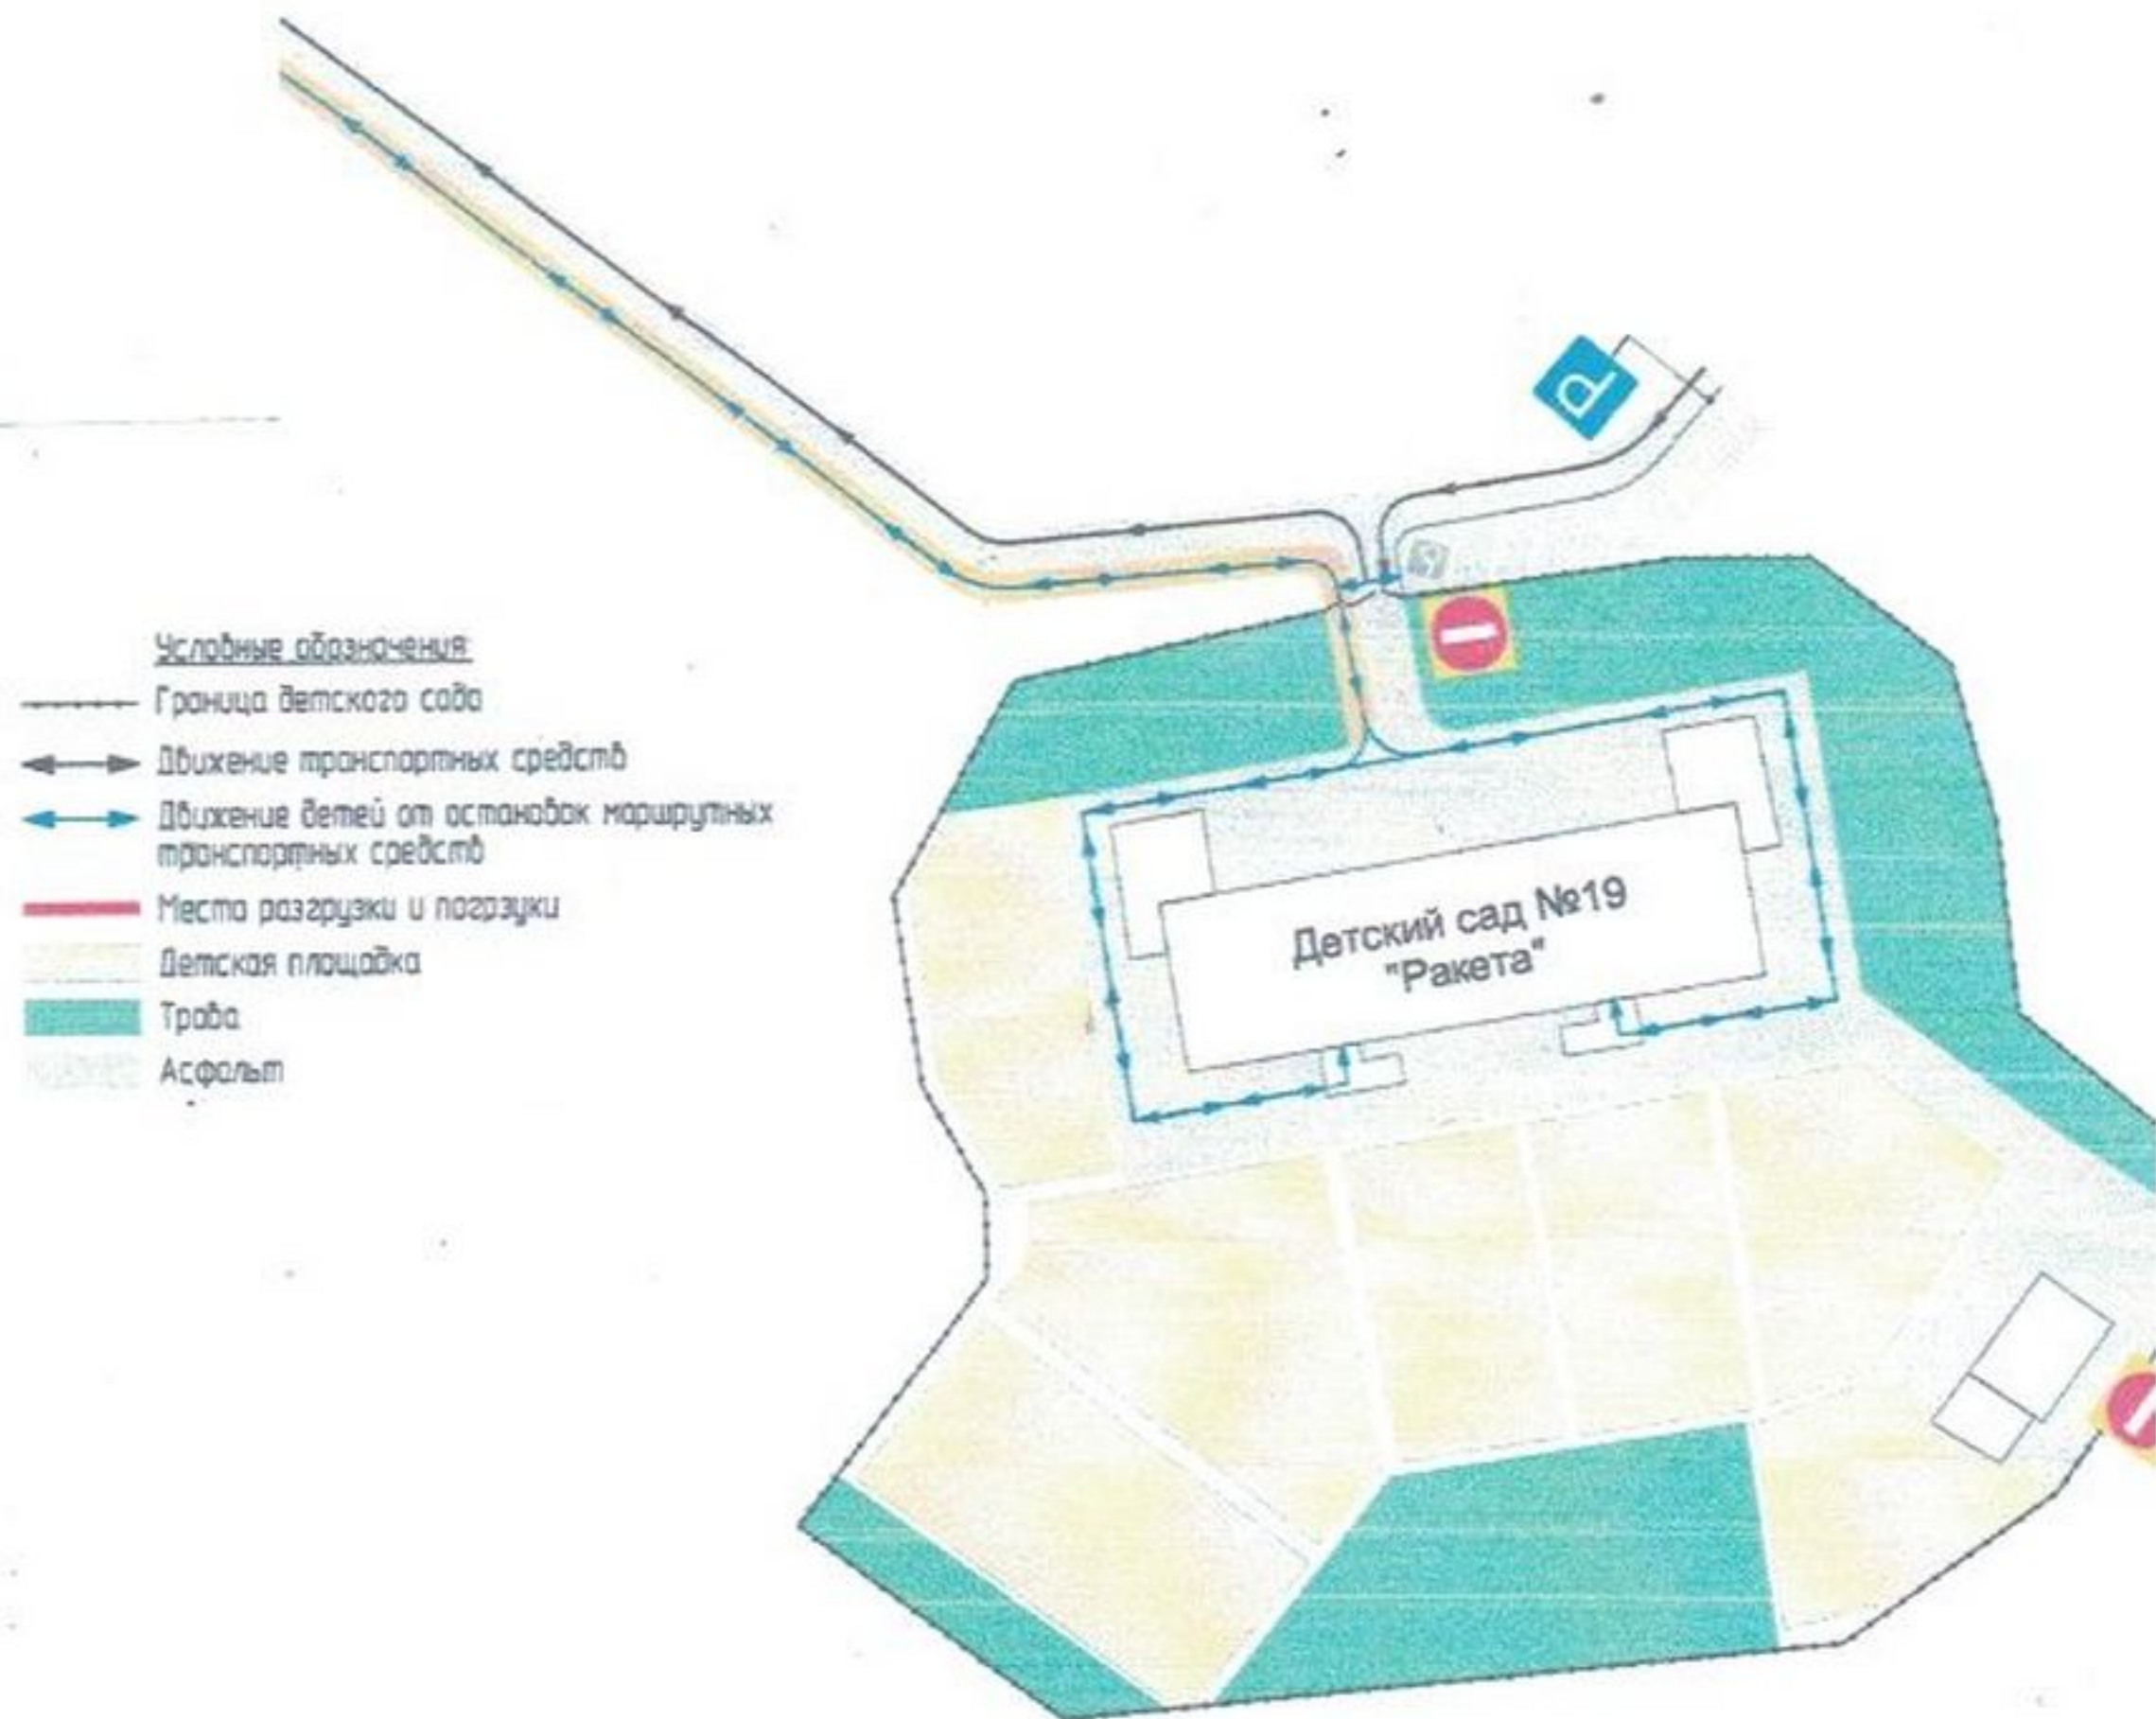 Условные обозначения:
Граница детского сада
Движение транспортных средств
Движение детей от остановок маршрутных
транспортных средств
Место разгрузки и погрзуки
Детская площадка
Трава
Асфальт
P
Детский сад №19
"Ракета"